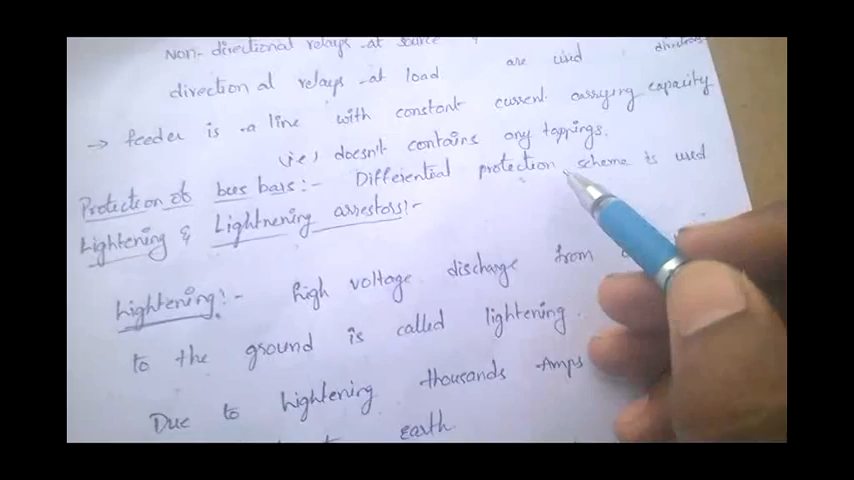 Non-directional relays at source
directional relays at load are used
→ feeder is a line with constant current carrying capacity
(ie) doesn't contains any tappings.
Protection of bus bars:- Differential protection scheme is used
Lightening & Lightnening arrestors:-
Lightening:- high voltage discharge from
to the ground is called lightening.
Due to lightening thousands Amps
earth.